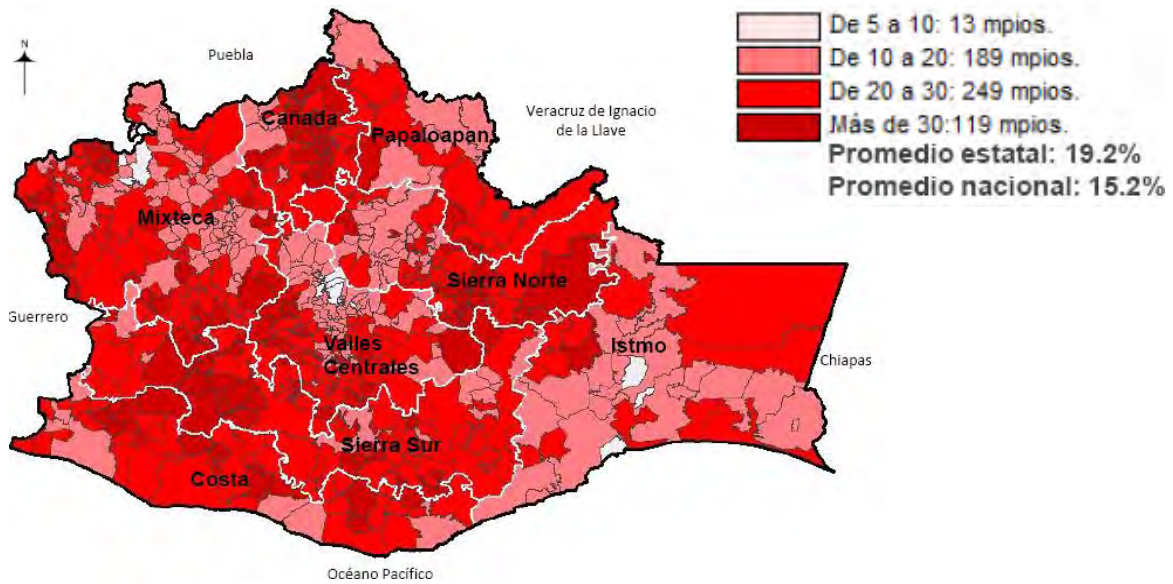 De 5 a 10: 13 mpios.
De 10 a 20: 189 mpios.
De 20 a 30: 249 mpios.
Más de 30:119 mpios.
Promedio estatal: 19.2%
Promedio nacional: 15.2%
N
Puebla
Veracruz de Ignacio
de la Llave
Cañada
Papaloapan
Mixteca
Sierra Norte
Guerrero
Valles
Centrales
Istmo
Chiapas
Sierra Sur
Costa
Océano Pacífico